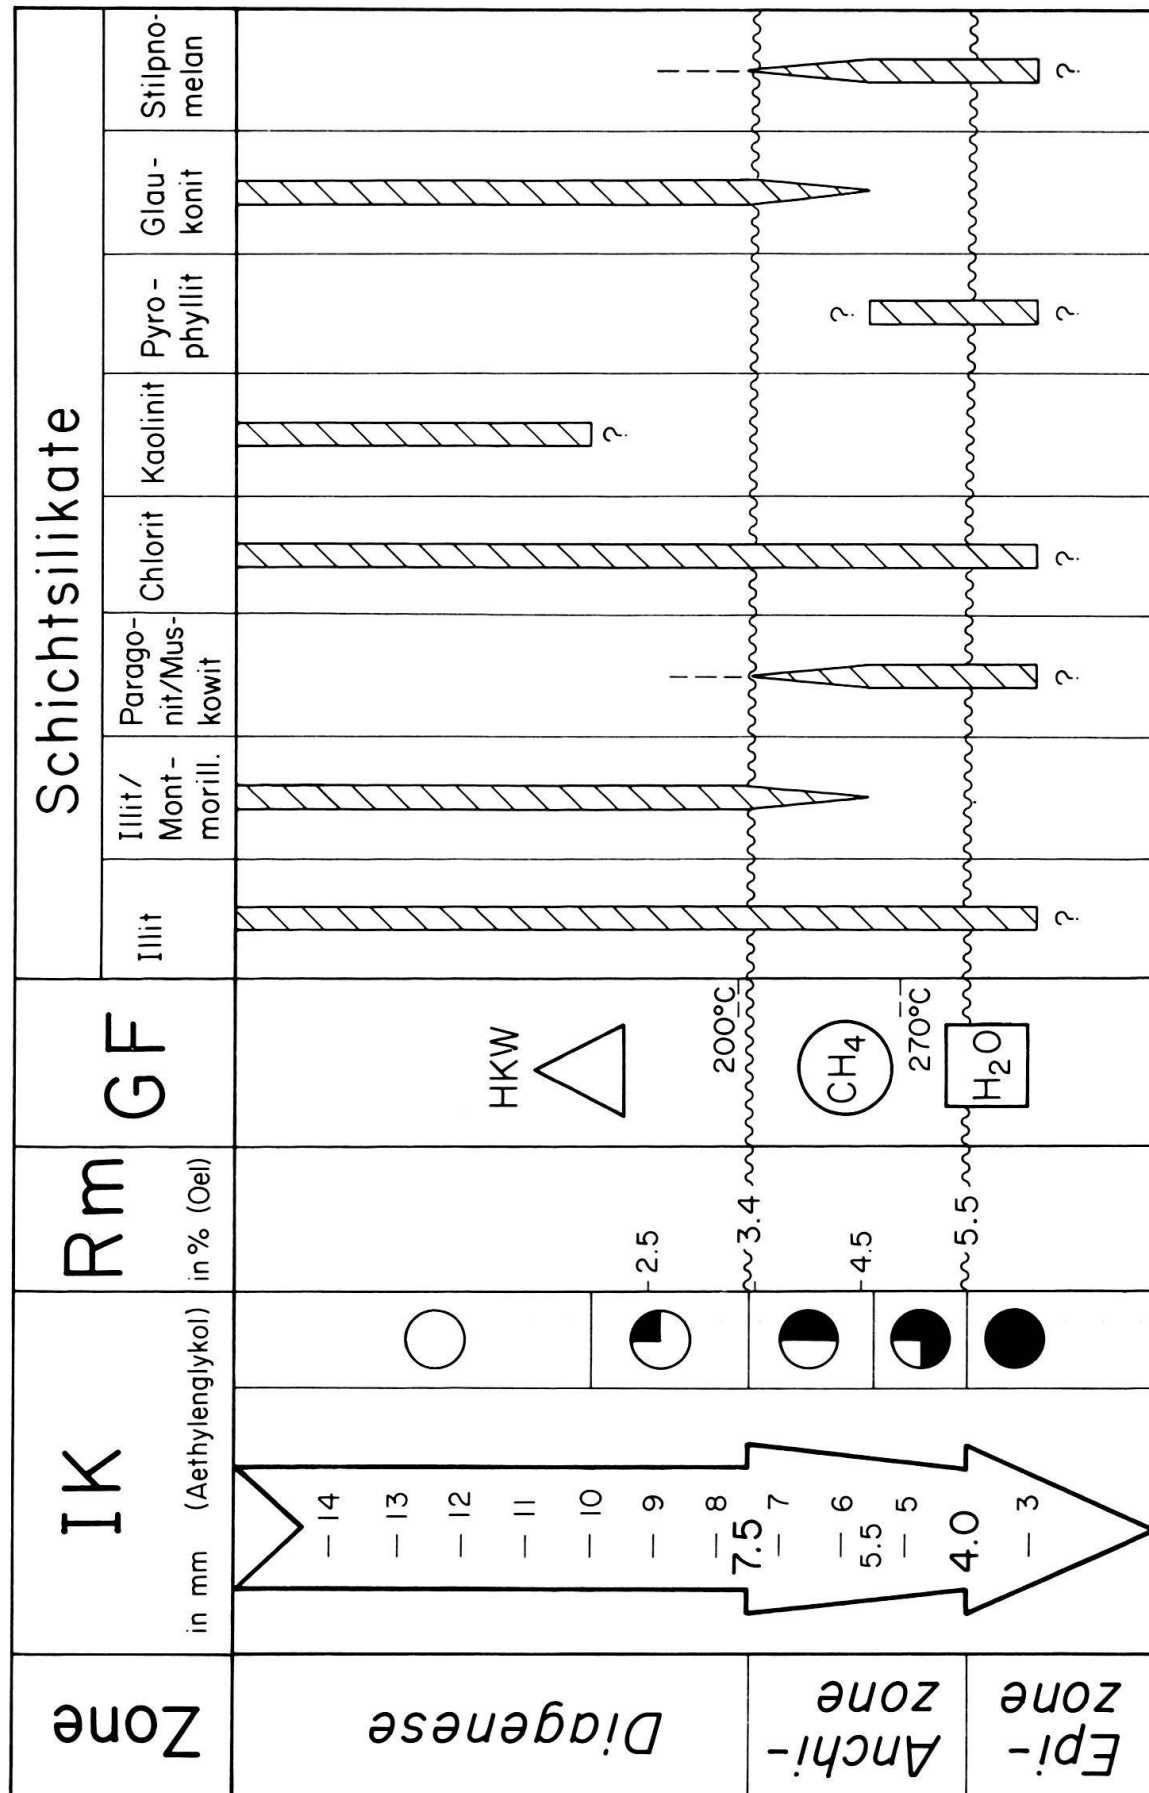 Zone
IK
in mm (Aethylenglykol)
Rm
in % (Oel)
GF
Schichtsilikate
Illit
Illit/
Mont-
morill.
Parago-
nit/Mus-
kowit
Chlorit
Kaolinit
Pyro-
phyllit
Glau-
konit
Stilpno-
melan
Diagenese
Anchi-
zone
Epi-
zone
14
13
12
11
10
9
8
7.5
7
6
5.5
5
4.0
3
2.5
3.4
4.5
5.5
HKW
200°C
CH4
270°C
H2O
?
?
?
?
?
?
?